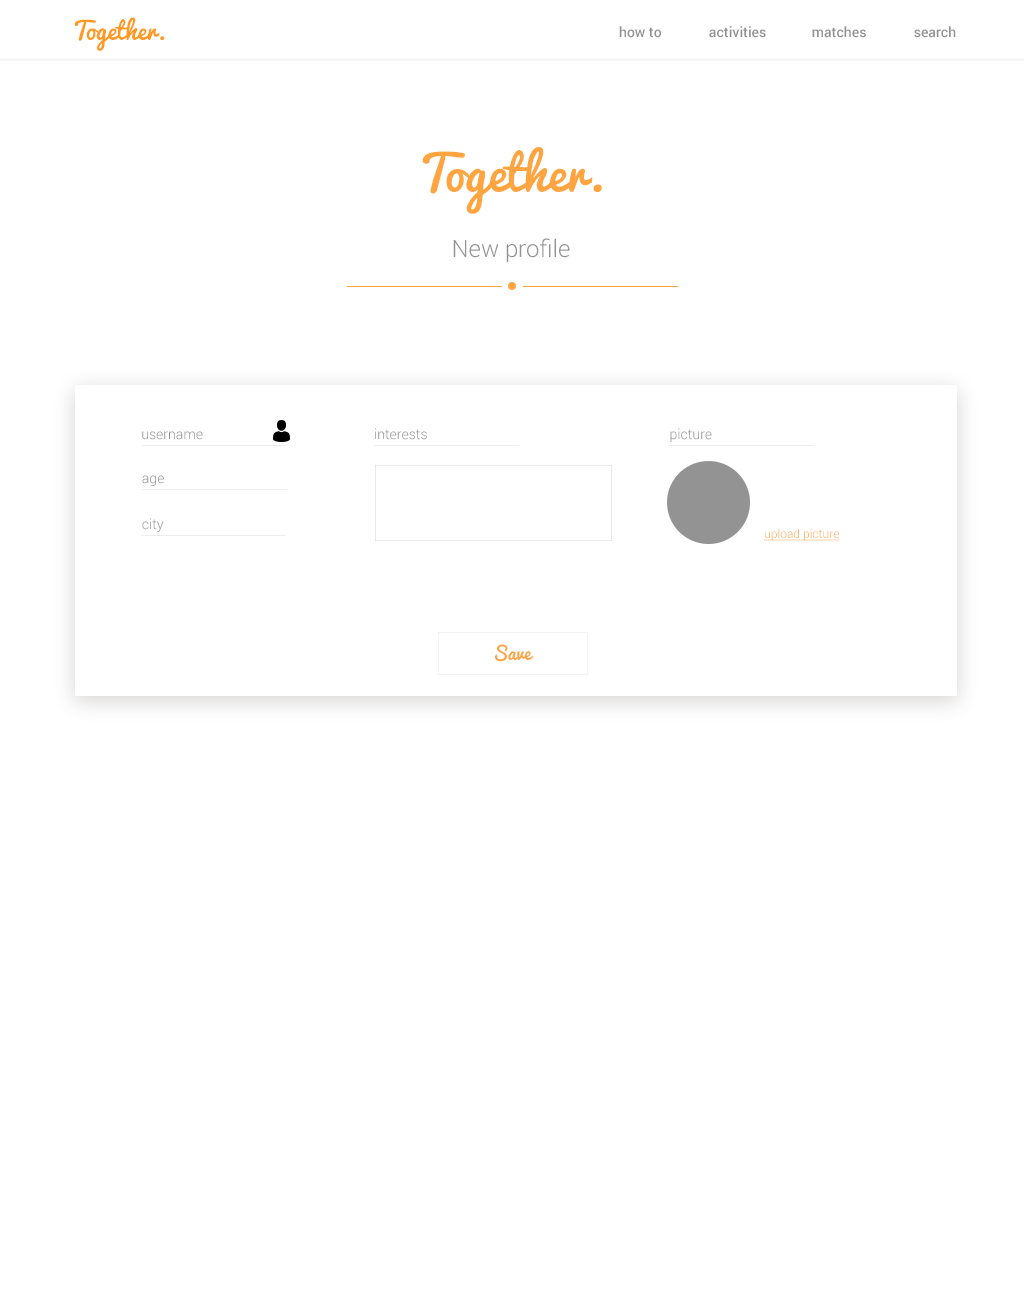 Together.
how to
activities
matches
search
Together.
New profile
username
age
city
interests
picture
upload picture
Save